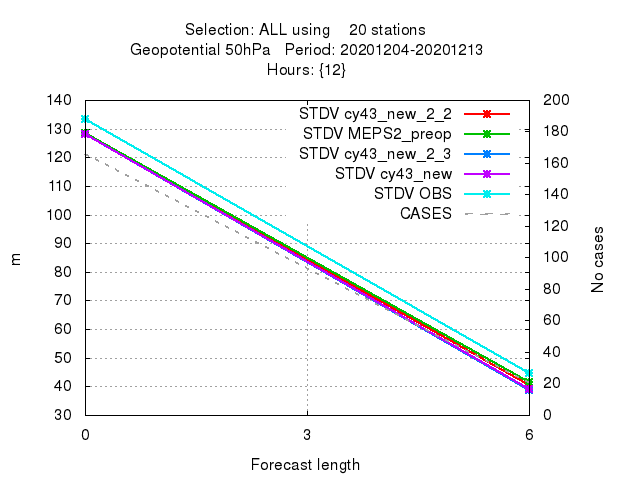 Selection: ALL using    20 stations
Geopotential 50hPa   Period: 20201204-20201213
Hours: {12}
140
130
120
110
100
90
80
70
60
50
40
30
m
200
180
160
140
120
100
80
60
40
20
0
No cases
STDV cy43_new_2_2
STDV MEPS2_preop
STDV cy43_new_2_3
STDV cy43_new
STDV OBS
CASES
0 3 6
Forecast length